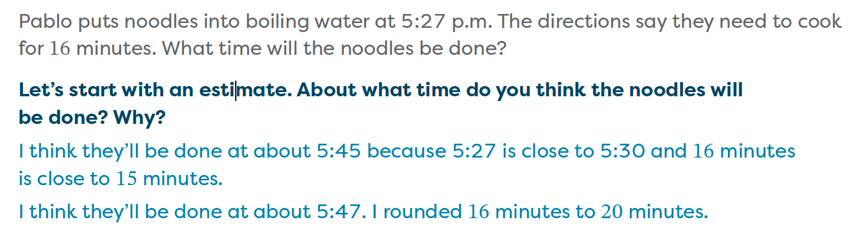 Pablo puts noodles into boiling water at 5:27 p.m. The directions say they need to cook
for 16 minutes. What time will the noodles be done?
Let's start with an estimate. About what time do you think the noodles will
be done? Why?
I think they'll be done at about 5:45 because 5:27 is close to 5:30 and 16 minutes
is close to 15 minutes.
I think they'll be done at about 5:47. I rounded 16 minutes to 20 minutes.